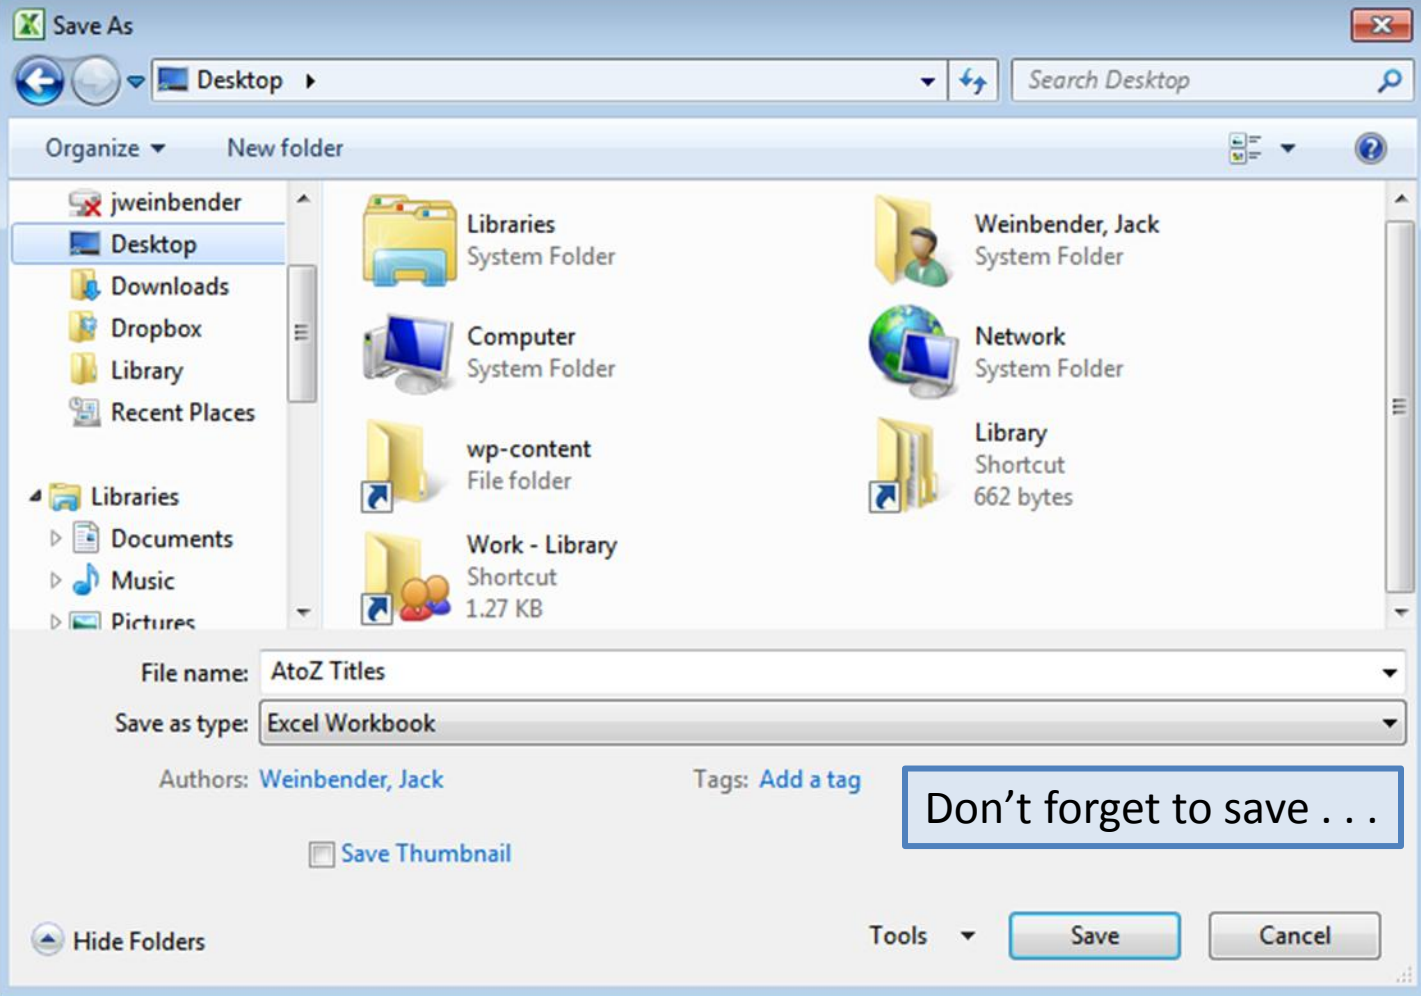 Save As
Desktop
Search Desktop
Organize
New folder
jweinbender
Desktop
Downloads
Dropbox
Library
Recent Places
Libraries
Documents
Music
Pictures
Libraries
System Folder
Weinbender, Jack
System Folder
Computer
System Folder
Network
System Folder
wp-content
File folder
Library
Shortcut
662 bytes
Work - Library
Shortcut
1.27 KB
File name: AtoZ Titles
Save as type: Excel Workbook
Authors: Weinbender, Jack
Tags: Add a tag
Don’t forget to save . . .
Save Thumbnail
Hide Folders
Tools
Save
Cancel